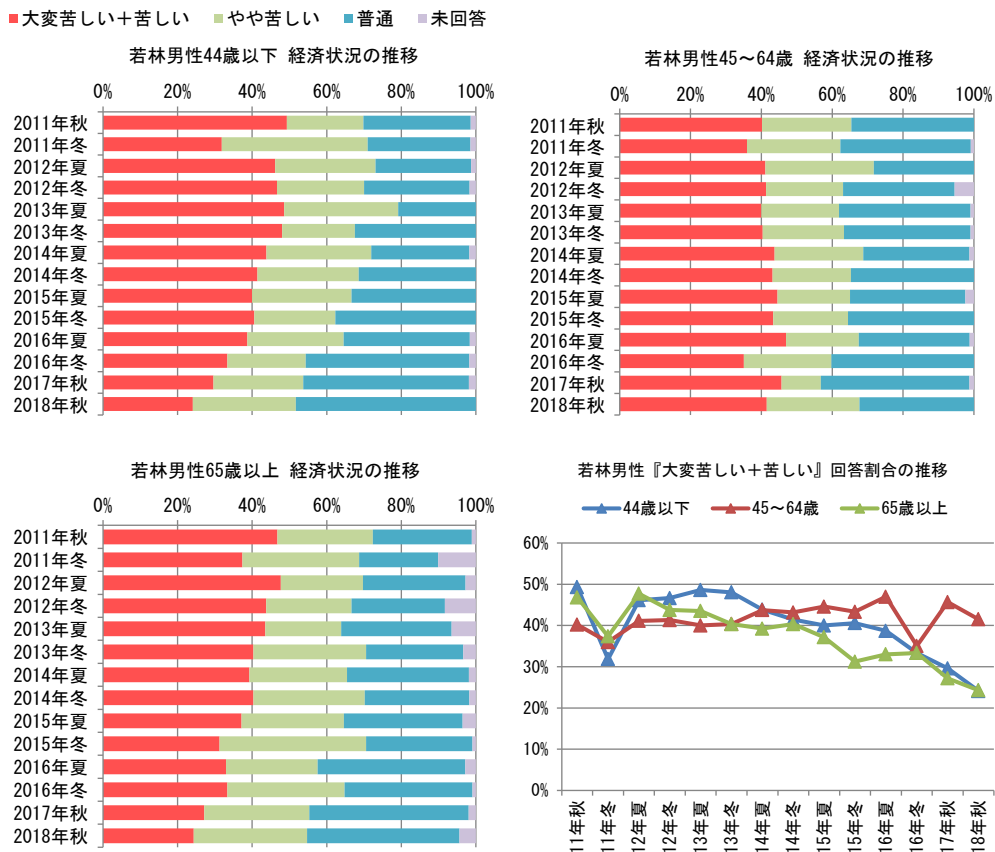 大変苦しい＋苦しい やや苦しい 普通 未回答
若林男性44歳以下 経済状況の推移
0% 20% 40% 60% 80% 100%
2011年秋
2011年冬
2012年夏
2012年冬
2013年夏
2013年冬
2014年夏
2014年冬
2015年夏
2015年冬
2016年夏
2016年冬
2017年秋
2018年秋
若林男性45～64歳 経済状況の推移
0% 20% 40% 60% 80% 100%
2011年秋
2011年冬
2012年夏
2012年冬
2013年夏
2013年冬
2014年夏
2014年冬
2015年夏
2015年冬
2016年夏
2016年冬
2017年秋
2018年秋
若林男性65歳以上 経済状況の推移
0% 20% 40% 60% 80% 100%
2011年秋
2011年冬
2012年夏
2012年冬
2013年夏
2013年冬
2014年夏
2014年冬
2015年夏
2015年冬
2016年夏
2016年冬
2017年秋
2018年秋
若林男性『大変苦しい＋苦しい』回答割合の推移
44歳以下 45～64歳 65歳以上
60%
50%
40%
30%
20%
10%
0%
11年秋
11年冬
12年夏
12年冬
13年夏
13年冬
14年夏
14年冬
15年夏
15年冬
16年夏
16年冬
17年秋
18年秋